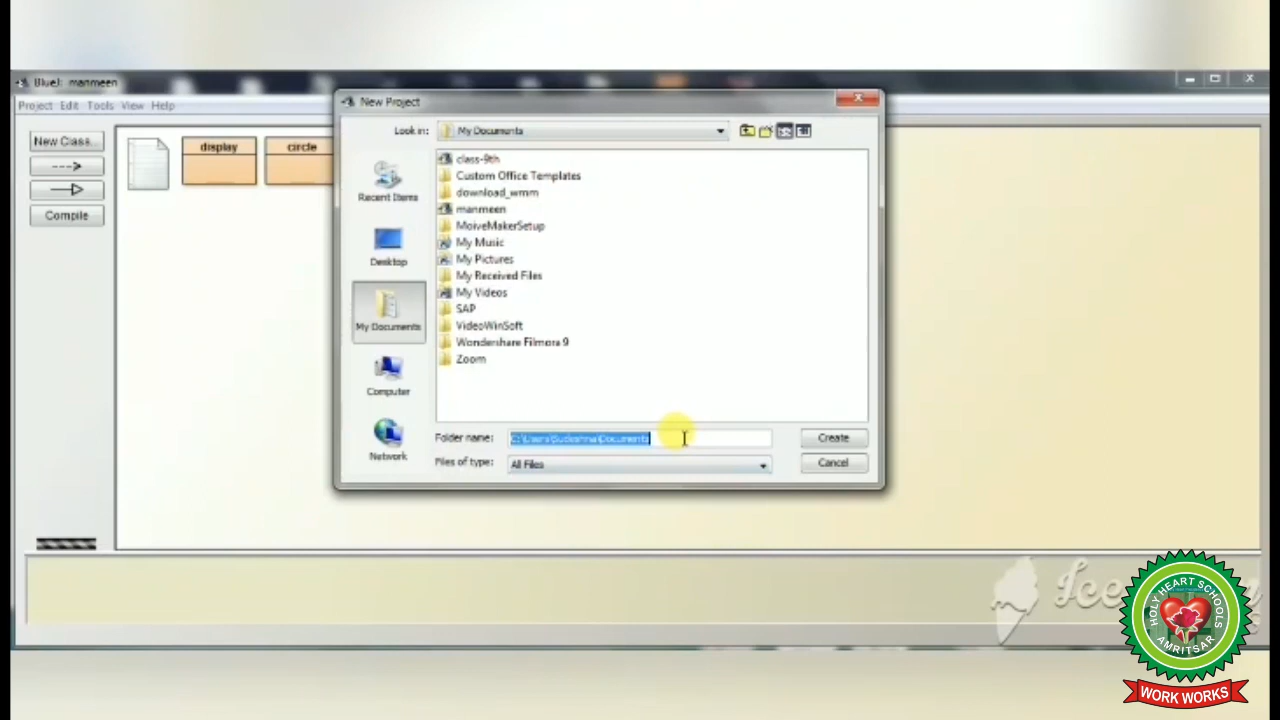 BlueJ: manmeen
Project Edit Tools View Help
New Class...
--->
Compile
display
circle
New Project
Look in:
My Documents
Recent Items
Desktop
My Documents
Computer
Network
class-9th
Custom Office Templates
download_wmm
manmeen
MoiveMakerSetup
My Music
My Pictures
My Received Files
My Videos
SAP
VideoWinSoft
Wondershare Filmora 9
Zoom
Folder name:
C:\Users\Sudeshna\Documents
Create
Files of type:
All Files
Cancel
HOLY HEART SCHOOLS
AMRITSAR
WORK WORKS